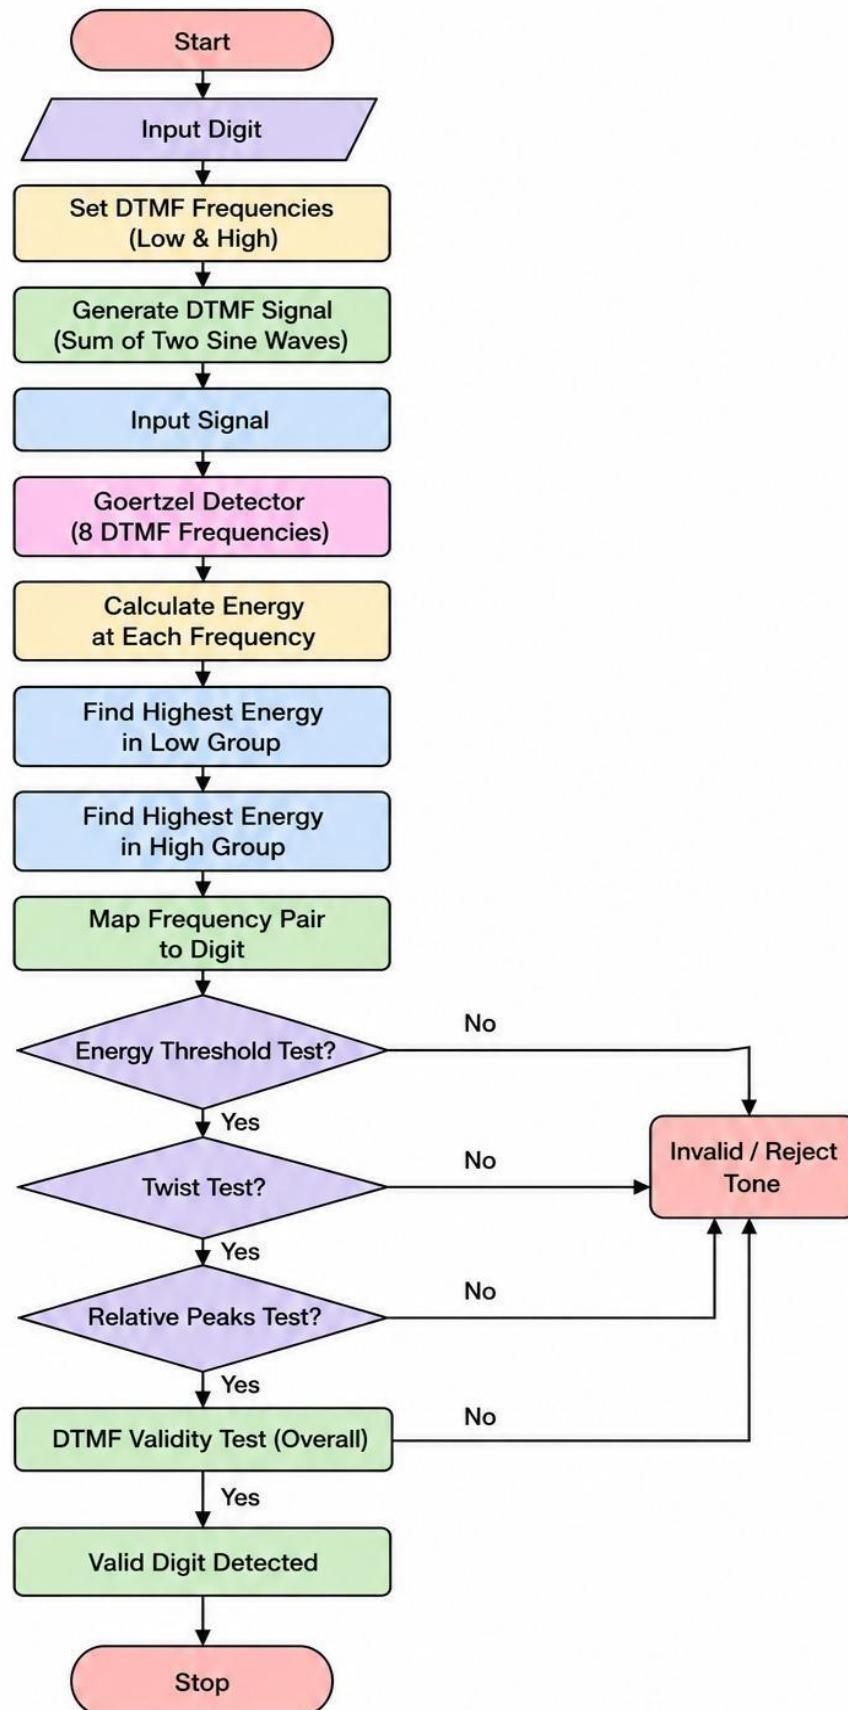 Start
Input Digit
Set DTMF Frequencies
(Low & High)
Generate DTMF Signal
(Sum of Two Sine Waves)
Input Signal
Goertzel Detector
(8 DTMF Frequencies)
Calculate Energy
at Each Frequency
Find Highest Energy
in Low Group
Find Highest Energy
in High Group
Map Frequency Pair
to Digit
Energy Threshold Test?
No
Yes
Invalid / Reject
Tone
Twist Test?
No
Yes
Relative Peaks Test?
No
Yes
DTMF Validity Test (Overall)
No
Yes
Valid Digit Detected
Stop